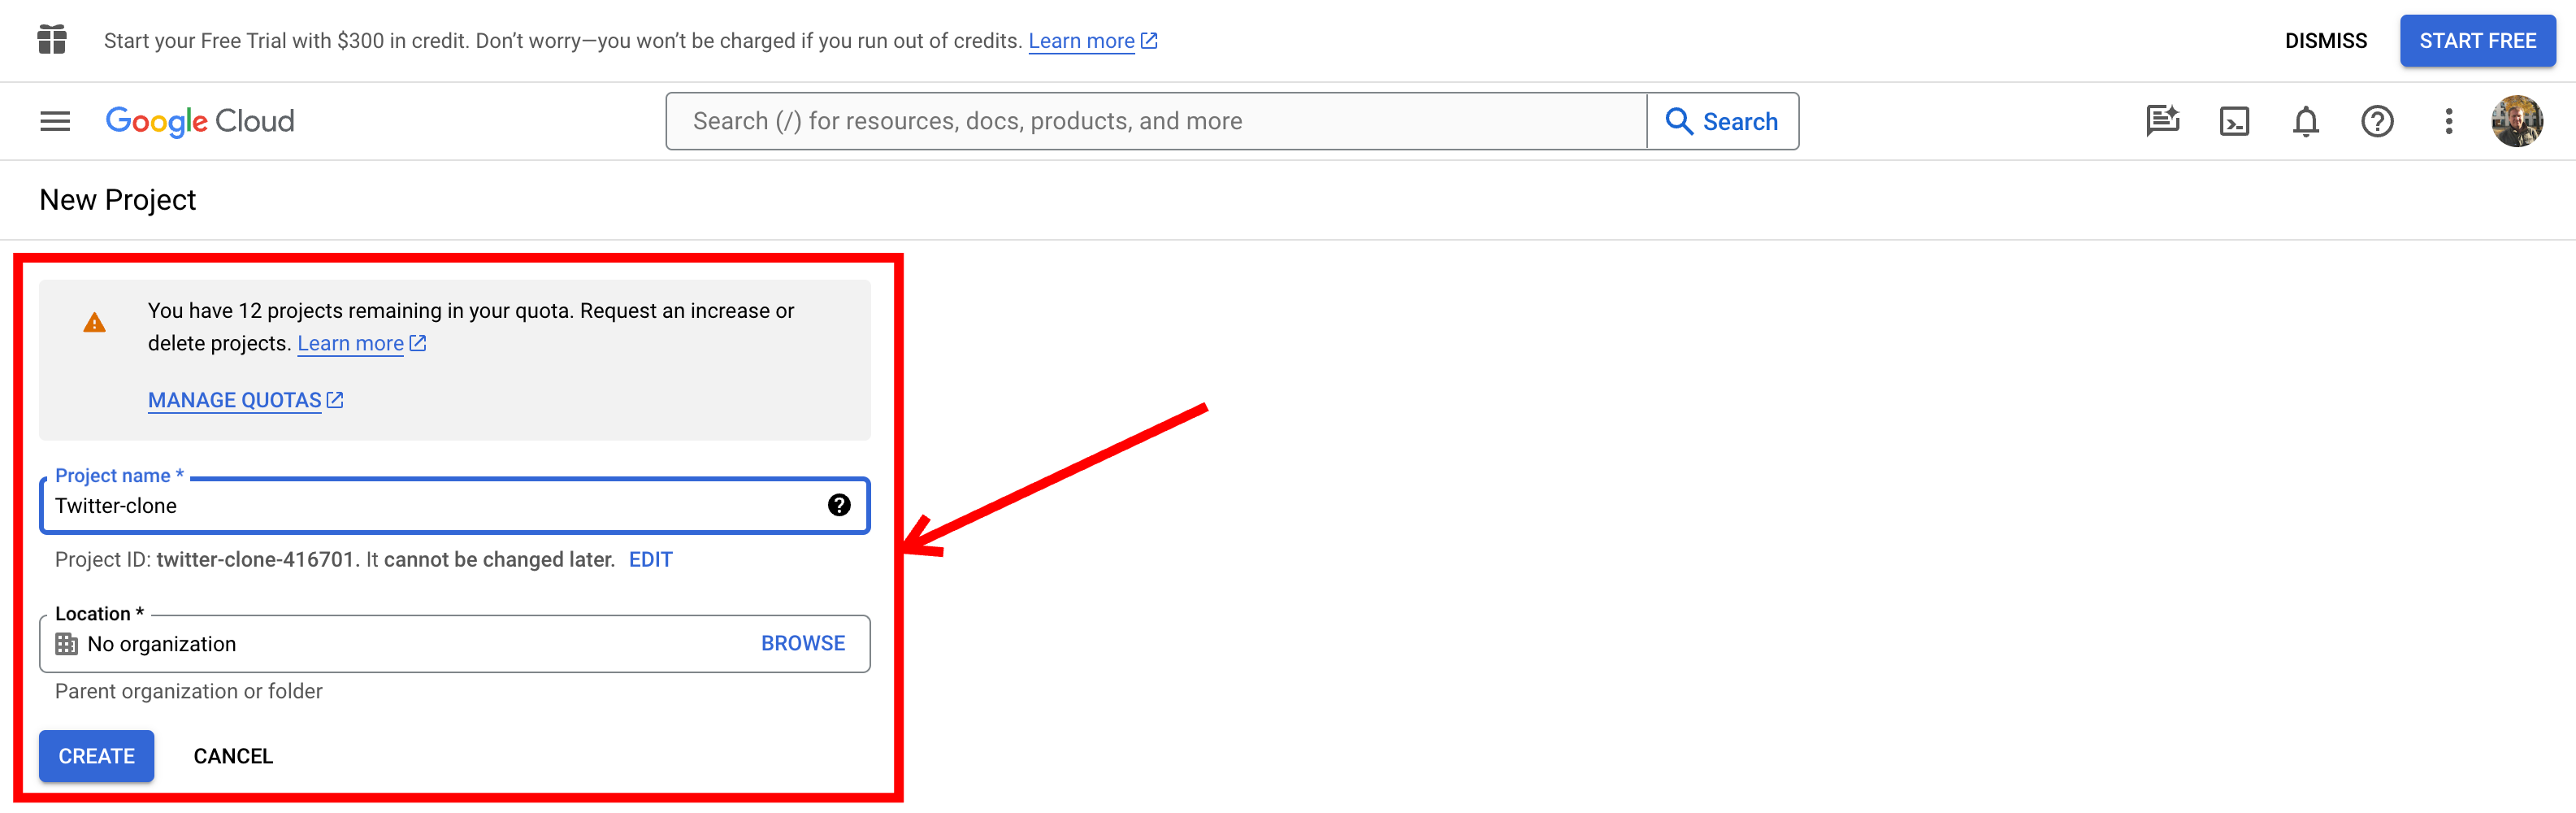 Start your Free Trial with $300 in credit. Don’t worry—you won’t be charged if you run out of credits. Learn more
DISMISS
START FREE
Google Cloud
Search (/) for resources, docs, products, and more
Search
New Project
You have 12 projects remaining in your quota. Request an increase or
delete projects. Learn more
MANAGE QUOTAS
Project name *
Twitter-clone
Project ID: twitter-clone-416701. It cannot be changed later. EDIT
Location *
No organization
BROWSE
Parent organization or folder
CREATE
CANCEL